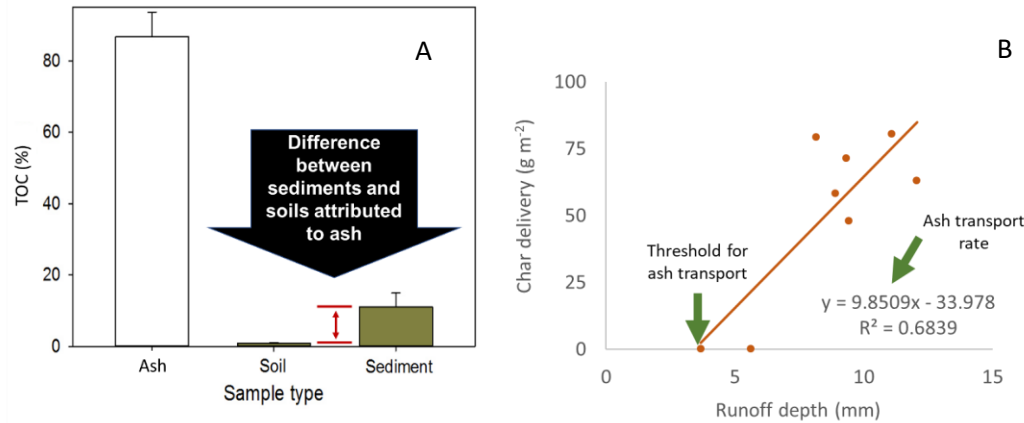 A
TOC (%)
80
60
40
20
0
Difference
between
sediments and
soils attributed
to ash
Ash
Soil
Sediment
Sample type
B
Char delivery (g m⁻²)
100
75
50
25
0
Threshold for
ash transport
Ash transport
rate
y = 9.8509x - 33.978
R² = 0.6839
0
5
10
15
Runoff depth (mm)